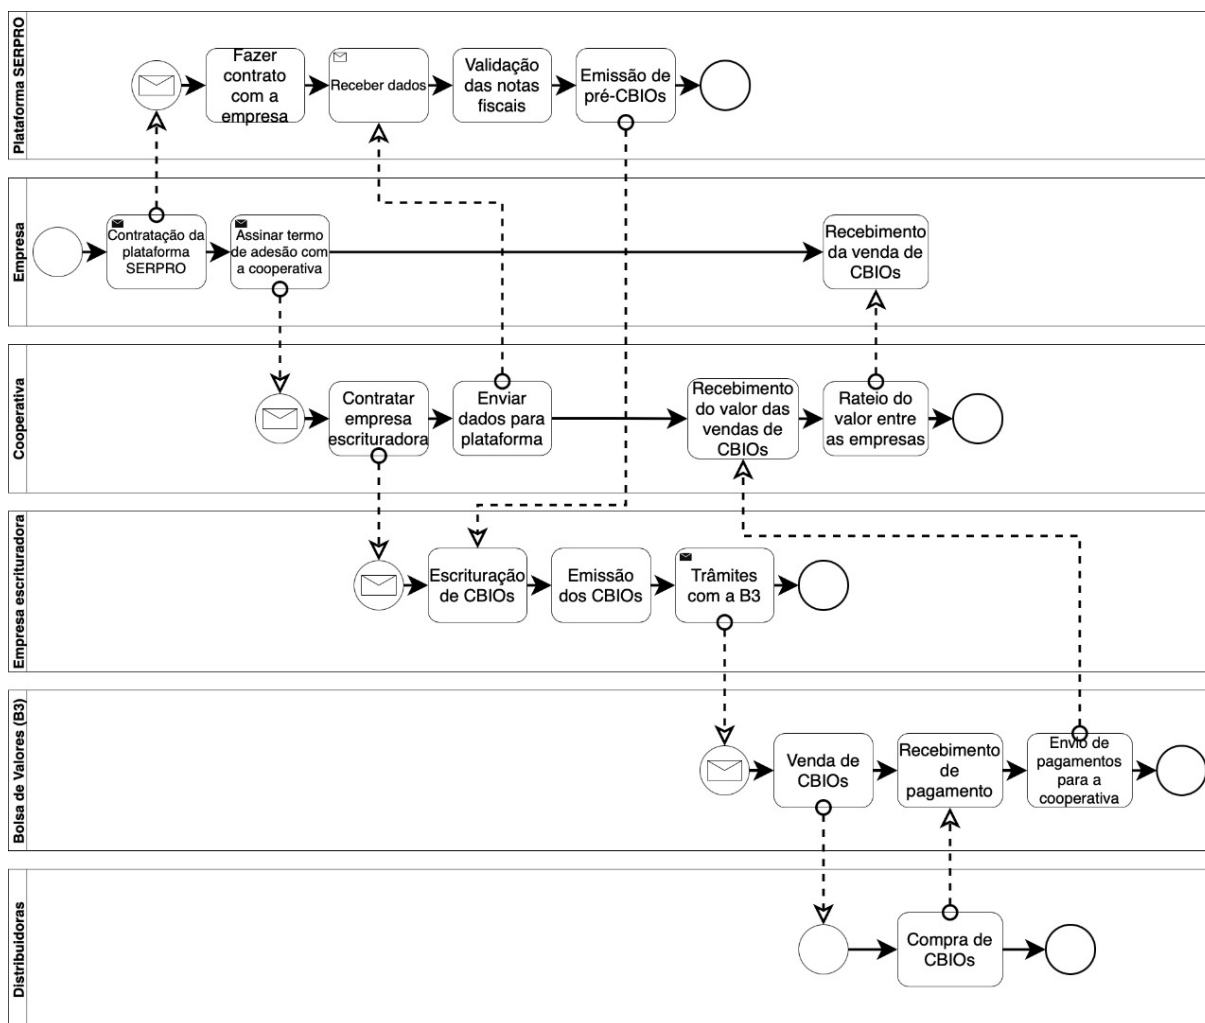 Plataforma SERPRO
Fazer
contrato
com a
empresa
Receber dados
Validação
das notas
fiscais
Emissão de
pré-CBIOs
Empresa
Contratação da
plataforma
SERPRO
Assinar termo
de adesão com
a cooperativa
Recebimento
da venda de
CBIOs
Cooperativa
Contratar
empresa
escrituradora
Enviar
dados para
plataforma
Recebimento
do valor das
vendas de
CBIOs
Rateio do
valor entre
as empresas
Empresa escrituradora
Escrituração
de CBIOs
Emissão
dos CBIOs
Trâmites
com a B3
Bolsa de Valores (B3)
Venda de
CBIOs
Recebimento
de
pagamento
Envio de
pagamentos
para a
cooperativa
Distribuidoras
Compra de
CBIOs